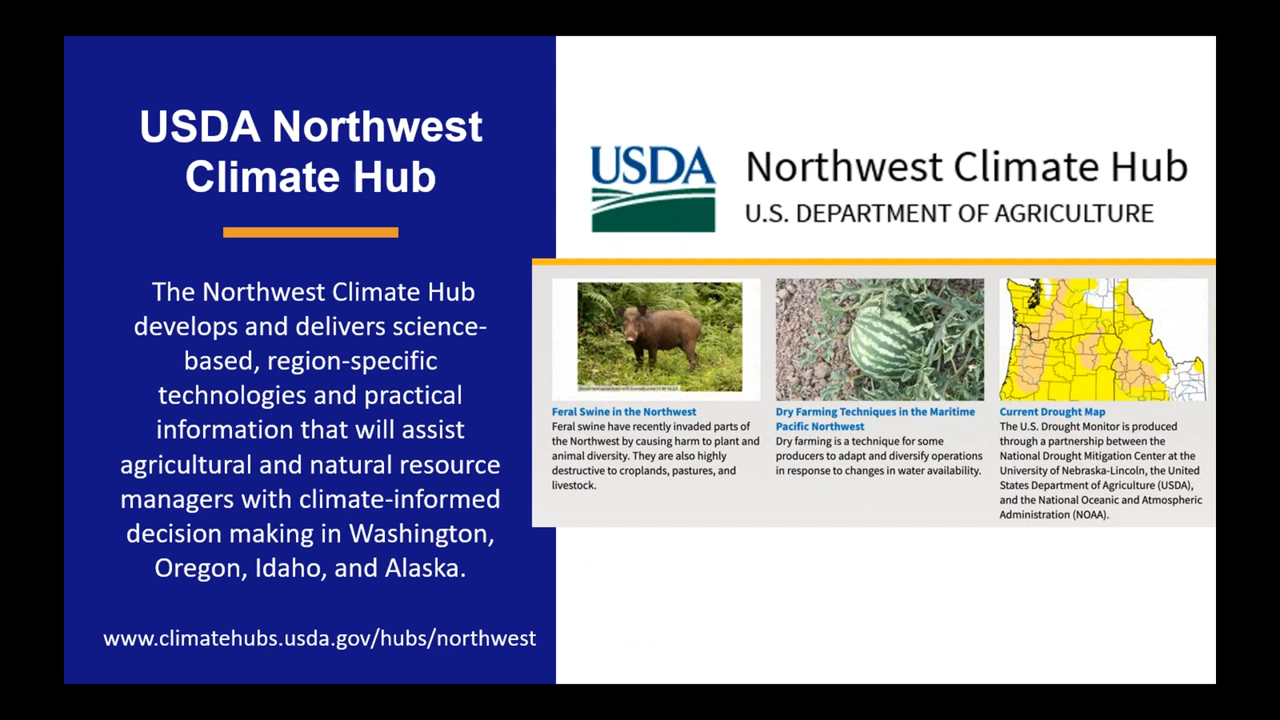 USDA Northwest
Climate Hub
The Northwest Climate Hub
develops and delivers science-
based, region-specific
technologies and practical
information that will assist
agricultural and natural resource
managers with climate-informed
decision making in Washington,
Oregon, Idaho, and Alaska.
www.climatehubs.usda.gov/hubs/northwest
USDA
Northwest Climate Hub
U.S. DEPARTMENT OF AGRICULTURE
Feral Swine in the Northwest
Feral swine have recently invaded parts of
the Northwest by causing harm to plant and
animal diversity. They are also highly
destructive to croplands, pastures, and
livestock.
Dry Farming Techniques in the Maritime
Pacific Northwest
Dry farming is a technique for some
producers to adapt and diversify operations
in response to changes in water availability.
Current Drought Map
The U.S. Drought Monitor is produced
through a partnership between the
National Drought Mitigation Center at the
University of Nebraska-Lincoln, the United
States Department of Agriculture (USDA),
and the National Oceanic and Atmospheric
Administration (NOAA).